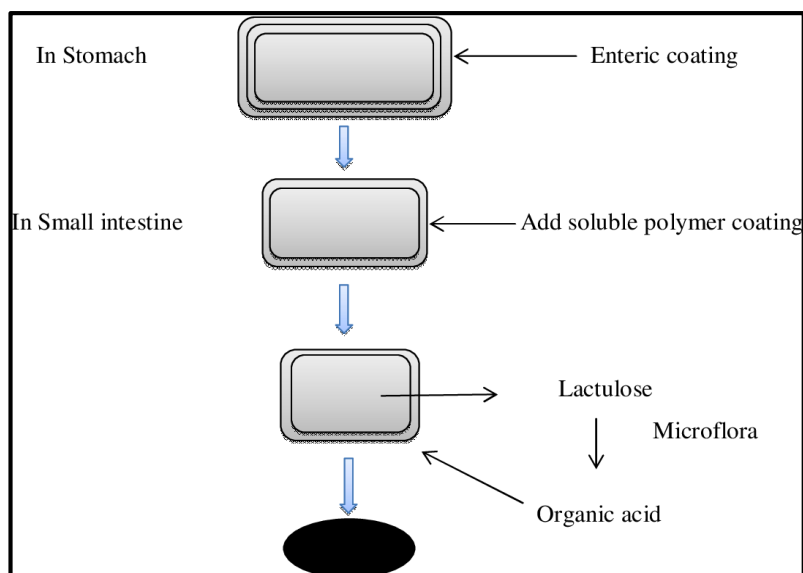 In Stomach
Enteric coating
In Small intestine
Add soluble polymer coating
Lactulose
Microflora
Organic acid